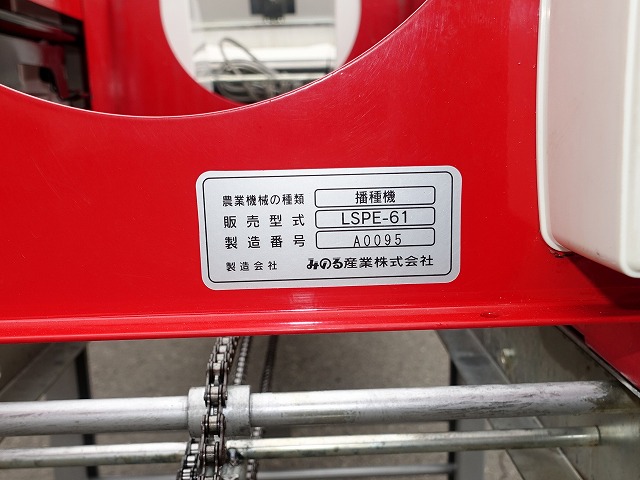 農業機械の種類 播種機
販売型式 LSPE-61
製造番号 A0095
製造会社 みのる産業株式会社